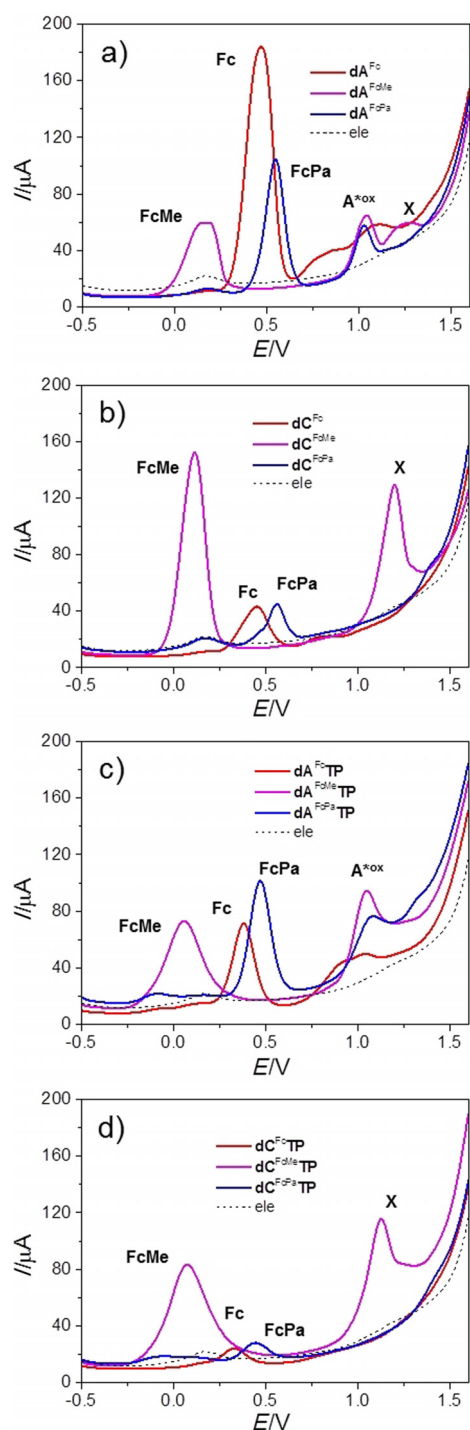 a)
Fc
dA^Fc
dA^FcMe
dA^FcPa
ele
FcPa
FcMe
A*ox
X
I/µA
200
160
120
80
40
0
-0.5 0.0 0.5 1.0 1.5
E/V
b)
dC^Fc
dC^FcMe
dC^FcPa
ele
FcMe
X
Fc
FcPa
I/µA
200
160
120
80
40
0
-0.5 0.0 0.5 1.0 1.5
E/V
c)
dA^Fc TP
dA^FcMe TP
dA^FcPa TP
ele
FcPa
A*ox
Fc
FcMe
I/µA
200
160
120
80
40
0
-0.5 0.0 0.5 1.0 1.5
E/V
d)
dC^Fc TP
dC^FcMe TP
dC^FcPa TP
ele
X
FcMe
Fc
FcPa
I/µA
200
160
120
80
40
0
-0.5 0.0 0.5 1.0 1.5
E/V